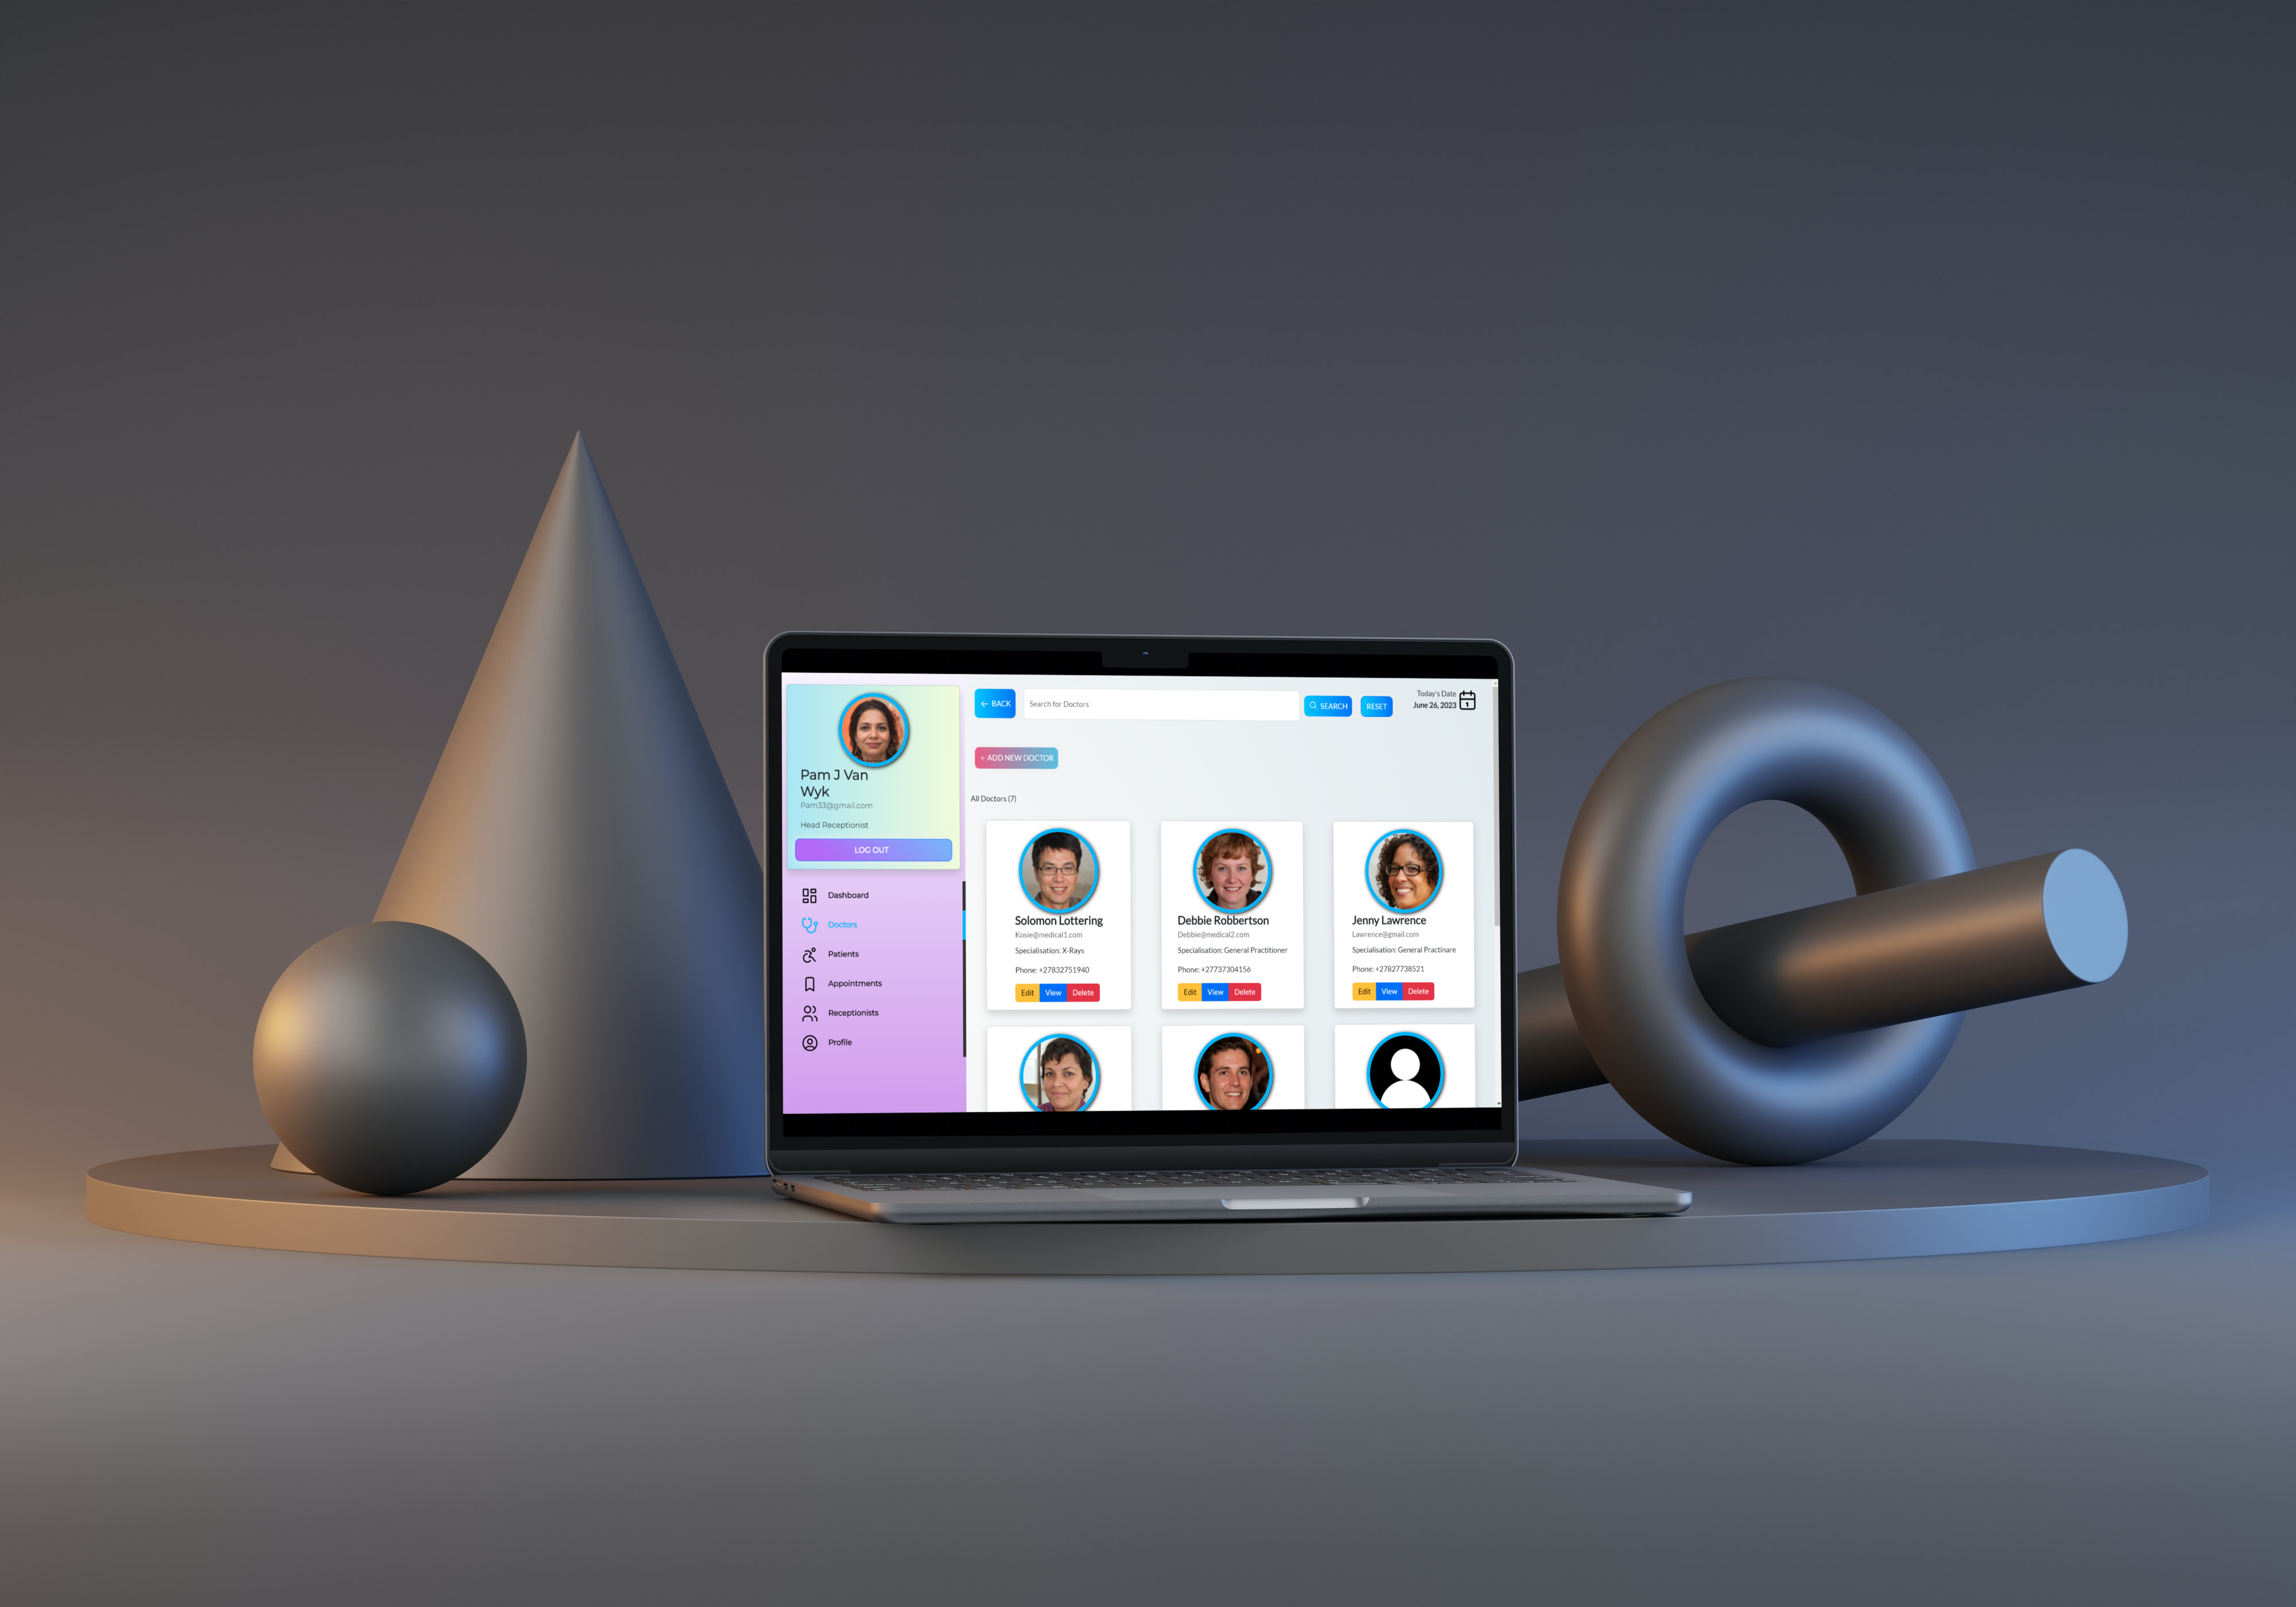 Pam J Van
Wyk
Pam33@gmail.com
Head Receptionist
LOG OUT
Dashboard
Doctors
Patients
Appointments
Receptionists
Profile
← BACK
Search for Doctors
SEARCH
RESET
Today's Date
June 26, 2023
1
+ ADD NEW DOCTOR
All Doctors (7)
Solomon Lottering
Kosie@medical1.com
Specialisation: X-Rays
Phone: +27832751940
Edit View Delete
Debbie Robbertson
Debbie@medical2.com
Specialisation: General Practitioner
Phone: +27737304156
Edit View Delete
Jenny Lawrence
Lawrence@gmail.com
Specialisation: General Practinare
Phone: +27827738521
Edit View Delete